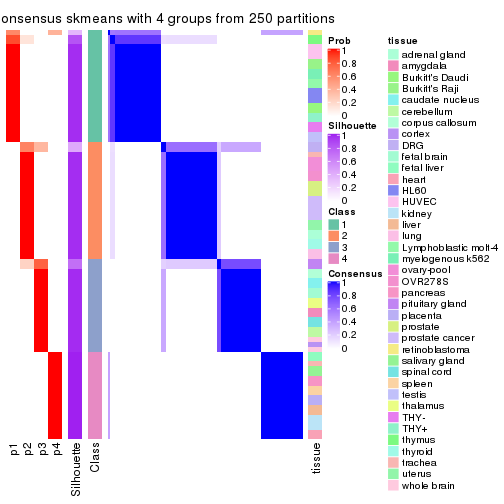 onsensus skmeans with 4 groups from 250 partitions
Prob
1
0.8
0.6
0.4
0.2
0
Silhouette
1
0.8
0.6
0.4
0.2
0
Class
1
2
3
4
Consensus
1
0.8
0.6
0.4
0.2
0
tissue
adrenal gland
amygdala
Burkitt's Daudi
Burkitt's Raji
caudate nucleus
cerebellum
corpus callosum
cortex
DRG
fetal brain
fetal liver
heart
HL60
HUVEC
kidney
liver
lung
Lymphoblastic molt-4
myelogenous k562
ovary-pool
OVR278S
pancreas
pituitary gland
placenta
prostate
prostate cancer
retinoblastoma
salivary gland
spinal cord
spleen
testis
thalamus
THY-
THY+
thymus
thyroid
trachea
uterus
whole brain
p1
p2
p3
p4
Silhouette
Class
tissue